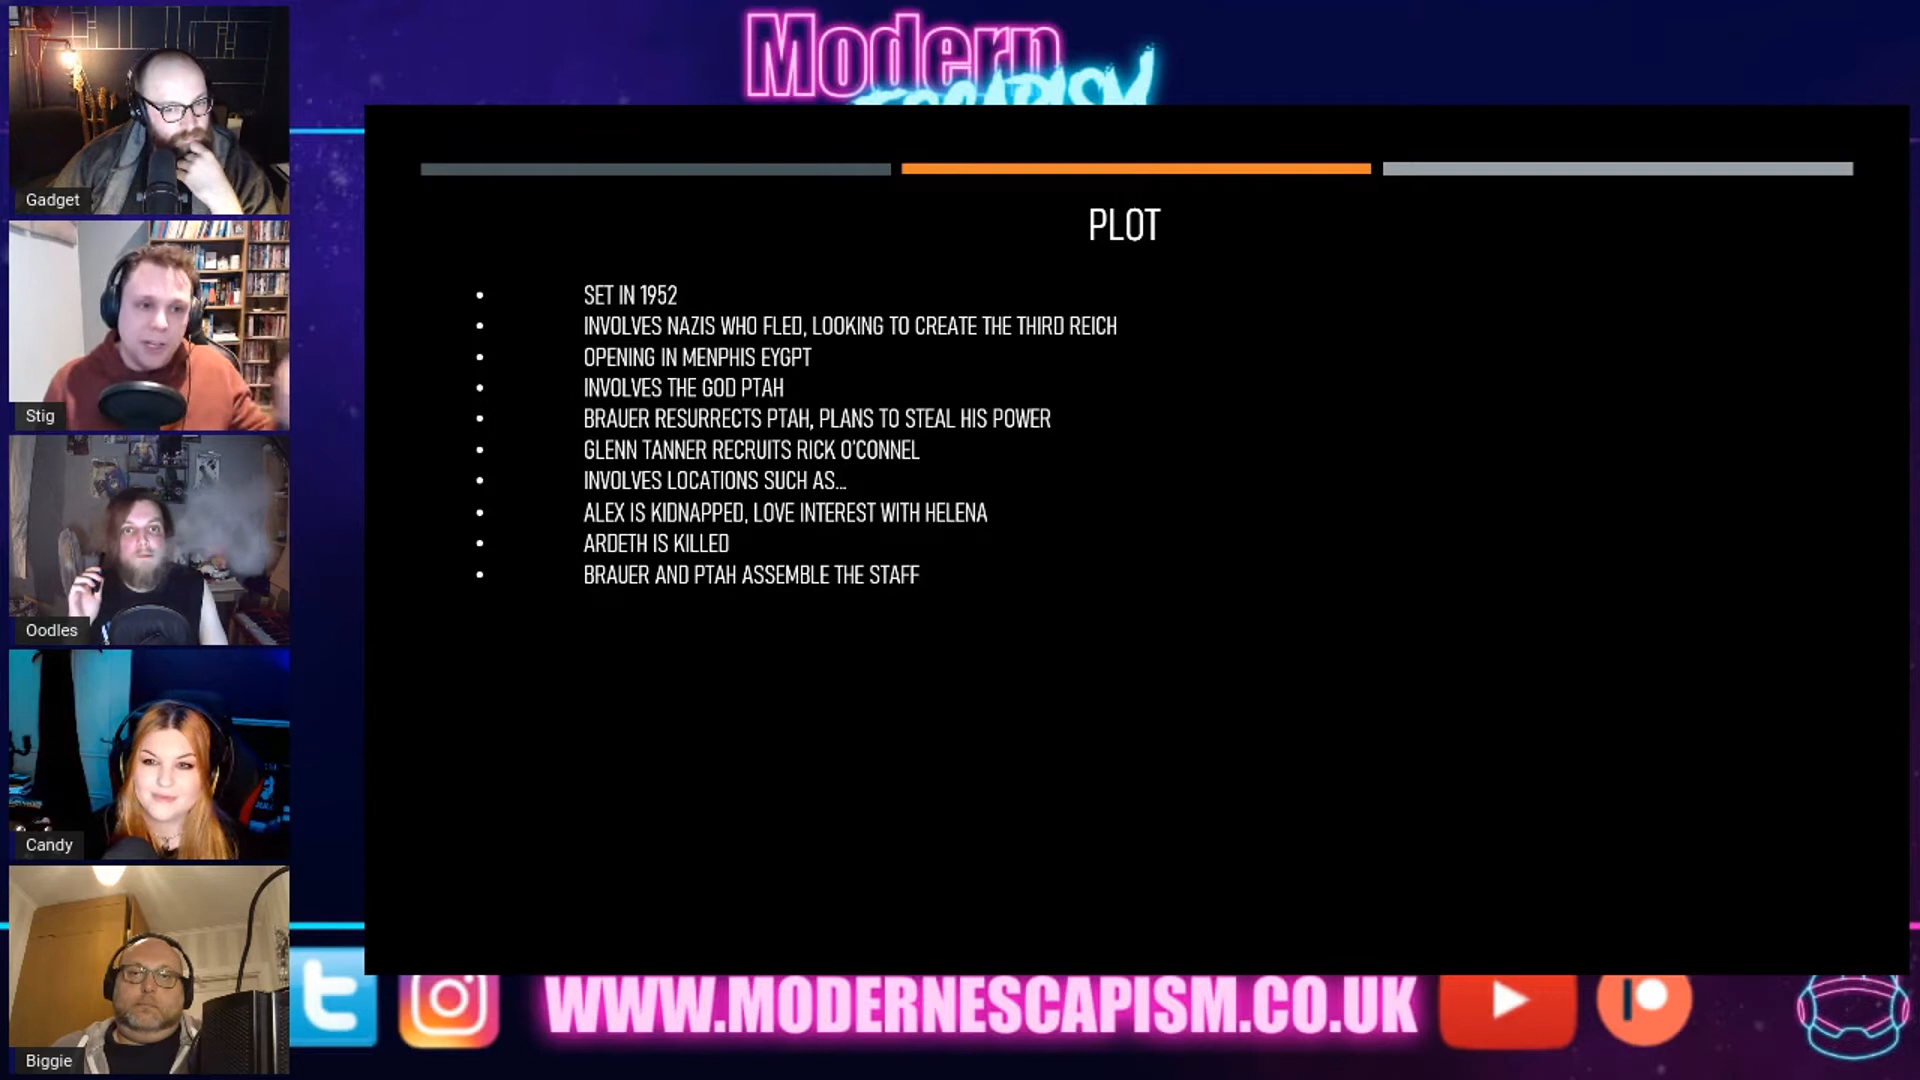 Modern
ESCAPISM
PLOT
• SET IN 1952
• INVOLVES NAZIS WHO FLED, LOOKING TO CREATE THE THIRD REICH
• OPENING IN MENPHIS EYGPT
• INVOLVES THE GOD PTAH
• BRAUER RESURRECTS PTAH, PLANS TO STEAL HIS POWER
• GLENN TANNER RECRUITS RICK O'CONNEL
• INVOLVES LOCATIONS SUCH AS...
• ALEX IS KIDNAPPED, LOVE INTEREST WITH HELENA
• ARDETH IS KILLED
• BRAUER AND PTAH ASSEMBLE THE STAFF
Gadget
Stig
Oodles
Candy
Biggie
WWW.MODERNESCAPISM.CO.UK